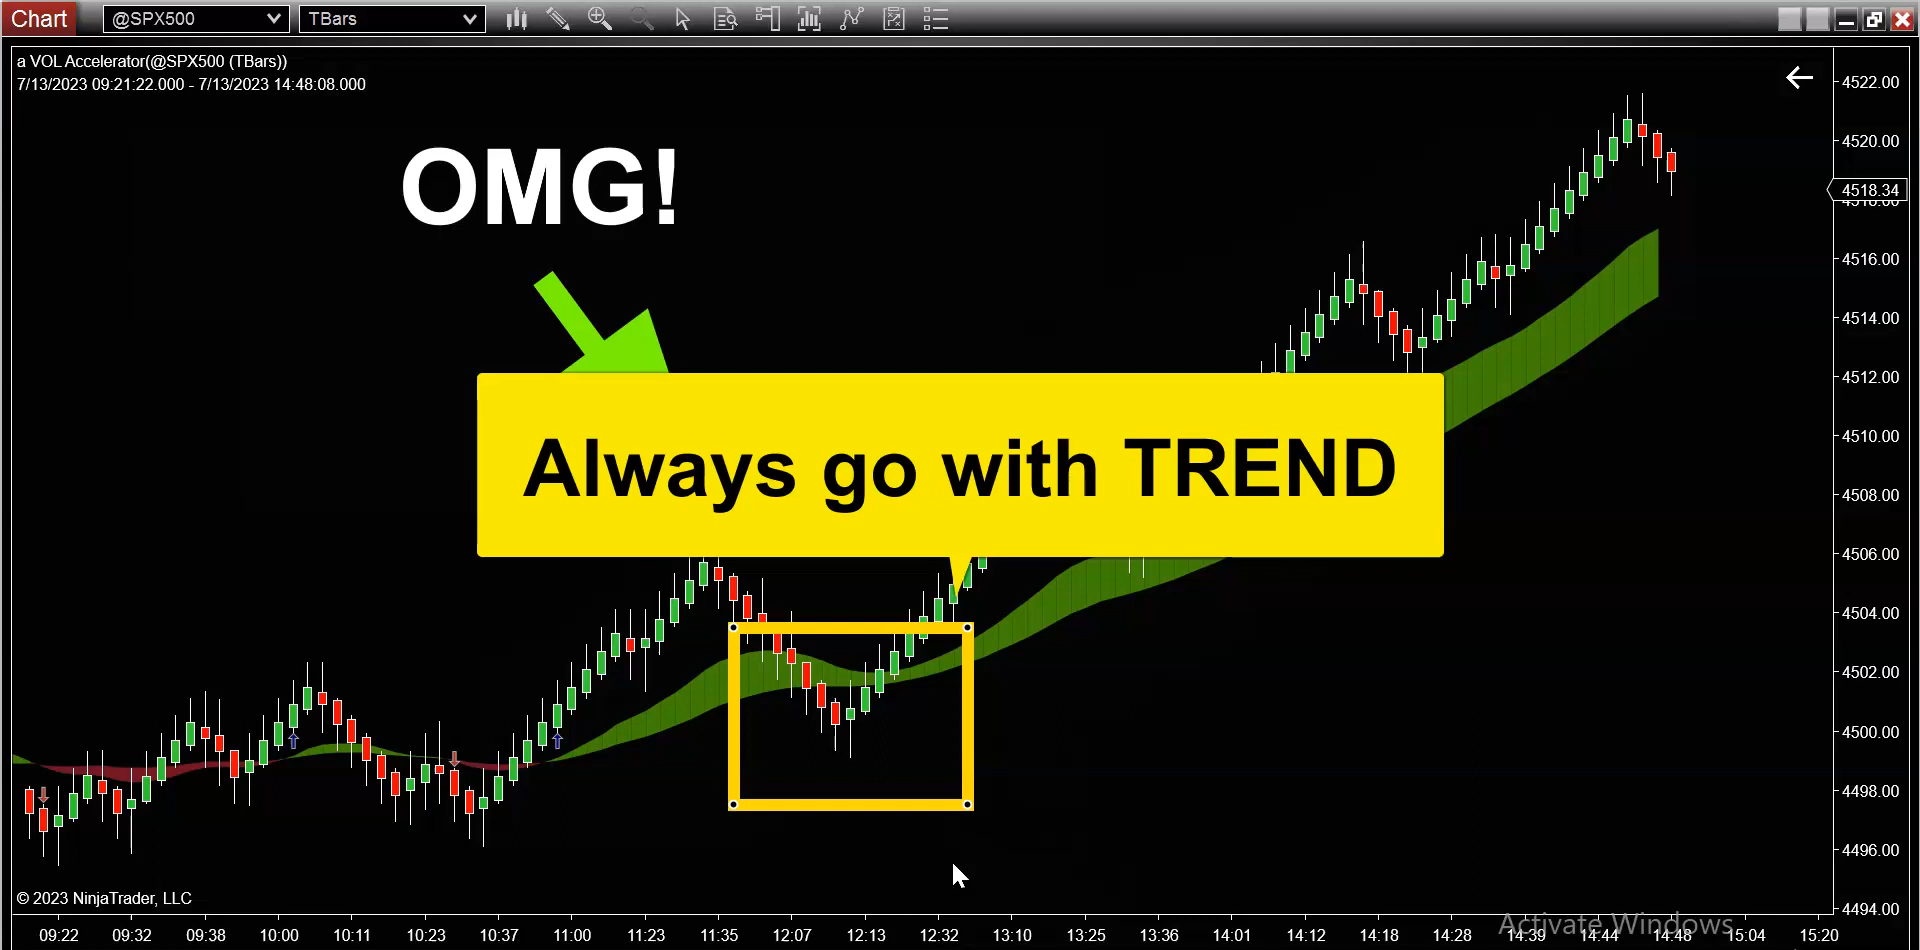 Chart @SPX500 TBars
a VOL Accelerator(@SPX500 (TBars))
7/13/2023 09:21:22.000 - 7/13/2023 14:48:08.000
OMG!
Always go with TREND
4522.00
4520.00
4518.34
4518.00
4516.00
4514.00
4512.00
4510.00
4508.00
4506.00
4504.00
4502.00
4500.00
4498.00
4496.00
4494.00
© 2023 NinjaTrader, LLC
Activate Windows
09:22 09:32 09:38 10:00 10:11 10:23 10:37 11:00 11:23 11:35 12:07 12:13 12:32 13:10 13:25 13:36 14:01 14:12 14:18 14:28 14:39 14:44 14:48 15:04 15:20